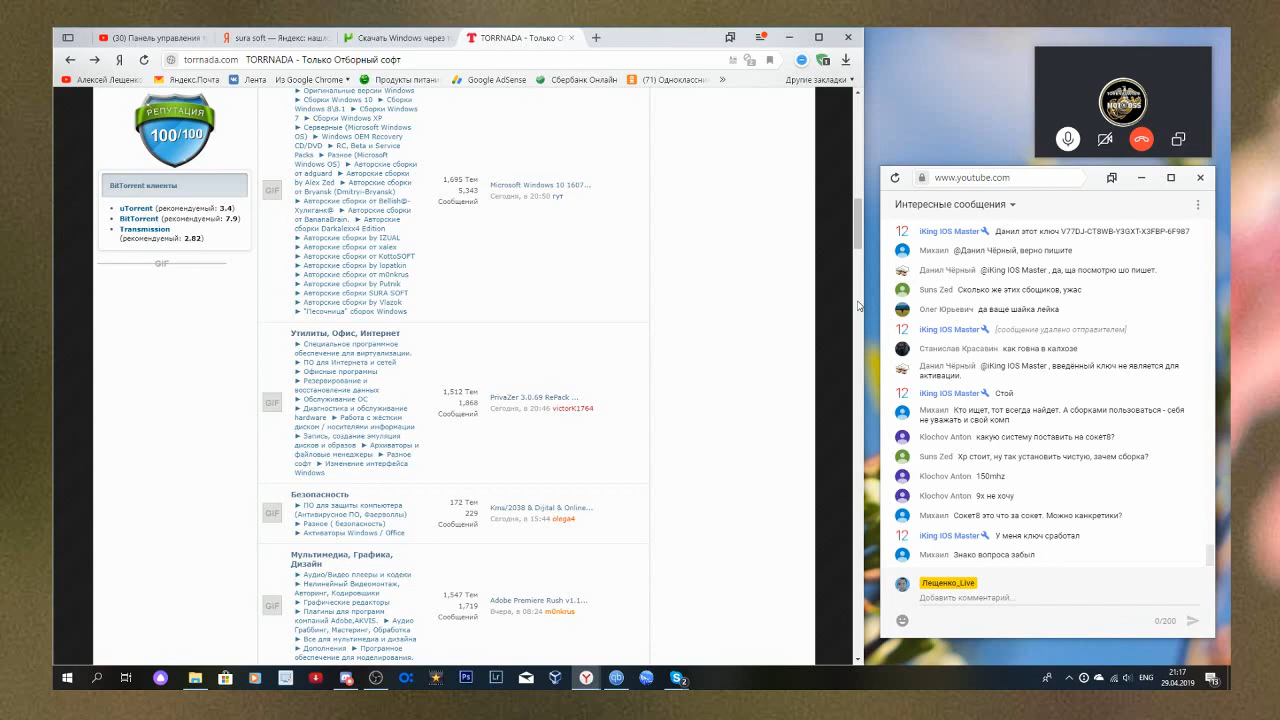 (30) Панель управления т
sura soft — Яндекс: нашло
Скачать Windows через т
TORRNADA - Только От
torrnada.com TORRNADA - Только Отборный софт
Алексей Лещенко
Яндекс.Почта
Лента
Из Google Chrome
Продукты питани
Google AdSense
Сбербанк Онлайн
(71) Одноклассни
»
Другие закладки
РЕПУТАЦИЯ
100/100
BitTorrent клиенты
uTorrent (рекомендуемый: 3.4)
BitTorrent (рекомендуемый: 7.9)
Transmission
(рекомендуемый: 2.82)
GIF
► Оригинальные версии Windows
► Сборки Windows 10 ► Сборки
Windows 8\8.1 ► Сборки Windows
7 ► Сборки Windows XP
► Серверные (Microsoft Windows
OS) ► Windows OEM Recovery
CD/DVD ► RC, Beta и Service
Packs ► Разное (Microsoft
Windows OS) ► Авторские сборки
от adguard ► Авторские сборки
by Alex Zed ► Авторские сборки
от Bryansk (Dmitry--Bryansk)
► Авторские сборки от Bellish@-
Хулиганк@ ► Авторские сборки
от BananaBrain. ► Авторские
сборки Darkalexx4 Edition
► Авторские сборки by IZUAL
► Авторские сборки от xalex
► Авторские сборки от KottoSOFT
► Авторские сборки by lopatkin
► Авторские сборки от m0nkrus
► Авторские сборки by Putnik
► Авторские сборки SURA SOFT
► Авторские сборки by Vlazok
► "Песочница" сборок Windows
GIF
1,695 Тем
5,343
Сообщений
Microsoft Windows 10 1607...
Сегодня, в 20:50 гут
Утилиты, Офис, Интернет
► Специальное программное
обеспечение для виртуализации.
► ПО для Интернета и сетей
► Офисные программы
► Резервирование и
восстановление данных
► Обслуживание ОС
► Диагностика и обслуживание
hardware ► Работа с жёстким
диском / носителями информации
► Запись, создание эмуляция
дисков и образов ► Архиваторы и
файловые менеджеры ► Разное
софт ► Изменение интерфейса
Windows
GIF
1,512 Тем
1,868
Сообщений
PrivaZer 3.0.69 RePack ...
Сегодня, в 20:46 victorK1764
Безопасность
► ПО для защиты компьютера
(Антивирусное ПО, Фаерволлы)
► Разное ( безопасность)
► Активаторы Windows / Office
GIF
172 Тем
229
Сообщений
Kms/2038 & Dijital & Online...
Сегодня, в 15:44 olega4
Мультимедиа, Графика,
Дизайн
► Аудио/Видео плееры и кодеки
► Нелинейный Видеомонтаж,
Авторинг, Кодировщики
► Графические редакторы
► Плагины для программ
компаний Adobe,AKVIS. ► Аудио
Граббинг, Мастеринг, Обработка
► Все для мультимедиа и дизайна
► Дополнения ► Програмное
обеспечение для моделирования.
GIF
1,547 Тем
1,719
Сообщений
Adobe Premiere Rush v1.1...
Вчера, в 08:24 m0nkrus
www.youtube.com
Интересные сообщения
12 iKing IOS Master Данил этот ключ V77DJ-CT8WB-Y3GXT-X3FBP-6F987
Михаил @Данил Чёрный, верно пишите
Данил Чёрный @iKing IOS Master , да, ща посмотрю шо пишет.
Suns Zed Сколько же этих сбощиков, ужас
Олег Юрьевич да ваще шайка лейка
12 iKing IOS Master [сообщение удалено отправителем]
Станислав Красавин как говна в калхозе
Данил Чёрный @iKing IOS Master , введённый ключ не является для
активации.
12 iKing IOS Master Стой
Михаил Кто ищет, тот всегда найдет. А сборками пользоваться - себя
не уважать и свой комп
Klochov Anton какую систему поставить на сокет8?
Suns Zed Хр стоит, ну так установить чистую, зачем сборка?
Klochov Anton 150mhz
Klochov Anton 9х не хочу
Михаил Сокет8 это что за сокет. Можно канкретики?
12 iKing IOS Master У меня ключ сработал
Михаил Знако вопроса забыл
Лещенко_Live
Добавить комментарий...
0/200
ENG
21:17
29.04.2019
13